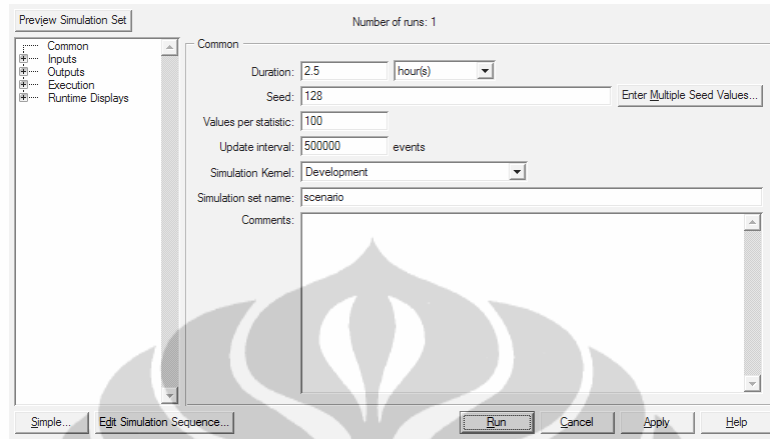 Preview Simulation Set
Number of runs: 1
Common
Inputs
Outputs
Execution
Runtime Displays
Common
Duration: 2.5 hour(s)
Seed: 128 Enter Multiple Seed Values...
Values per statistic: 100
Update interval: 500000 events
Simulation Kernel: Development
Simulation set name: scenario
Comments:
Simple... Edit Simulation Sequence... Run Cancel Apply Help